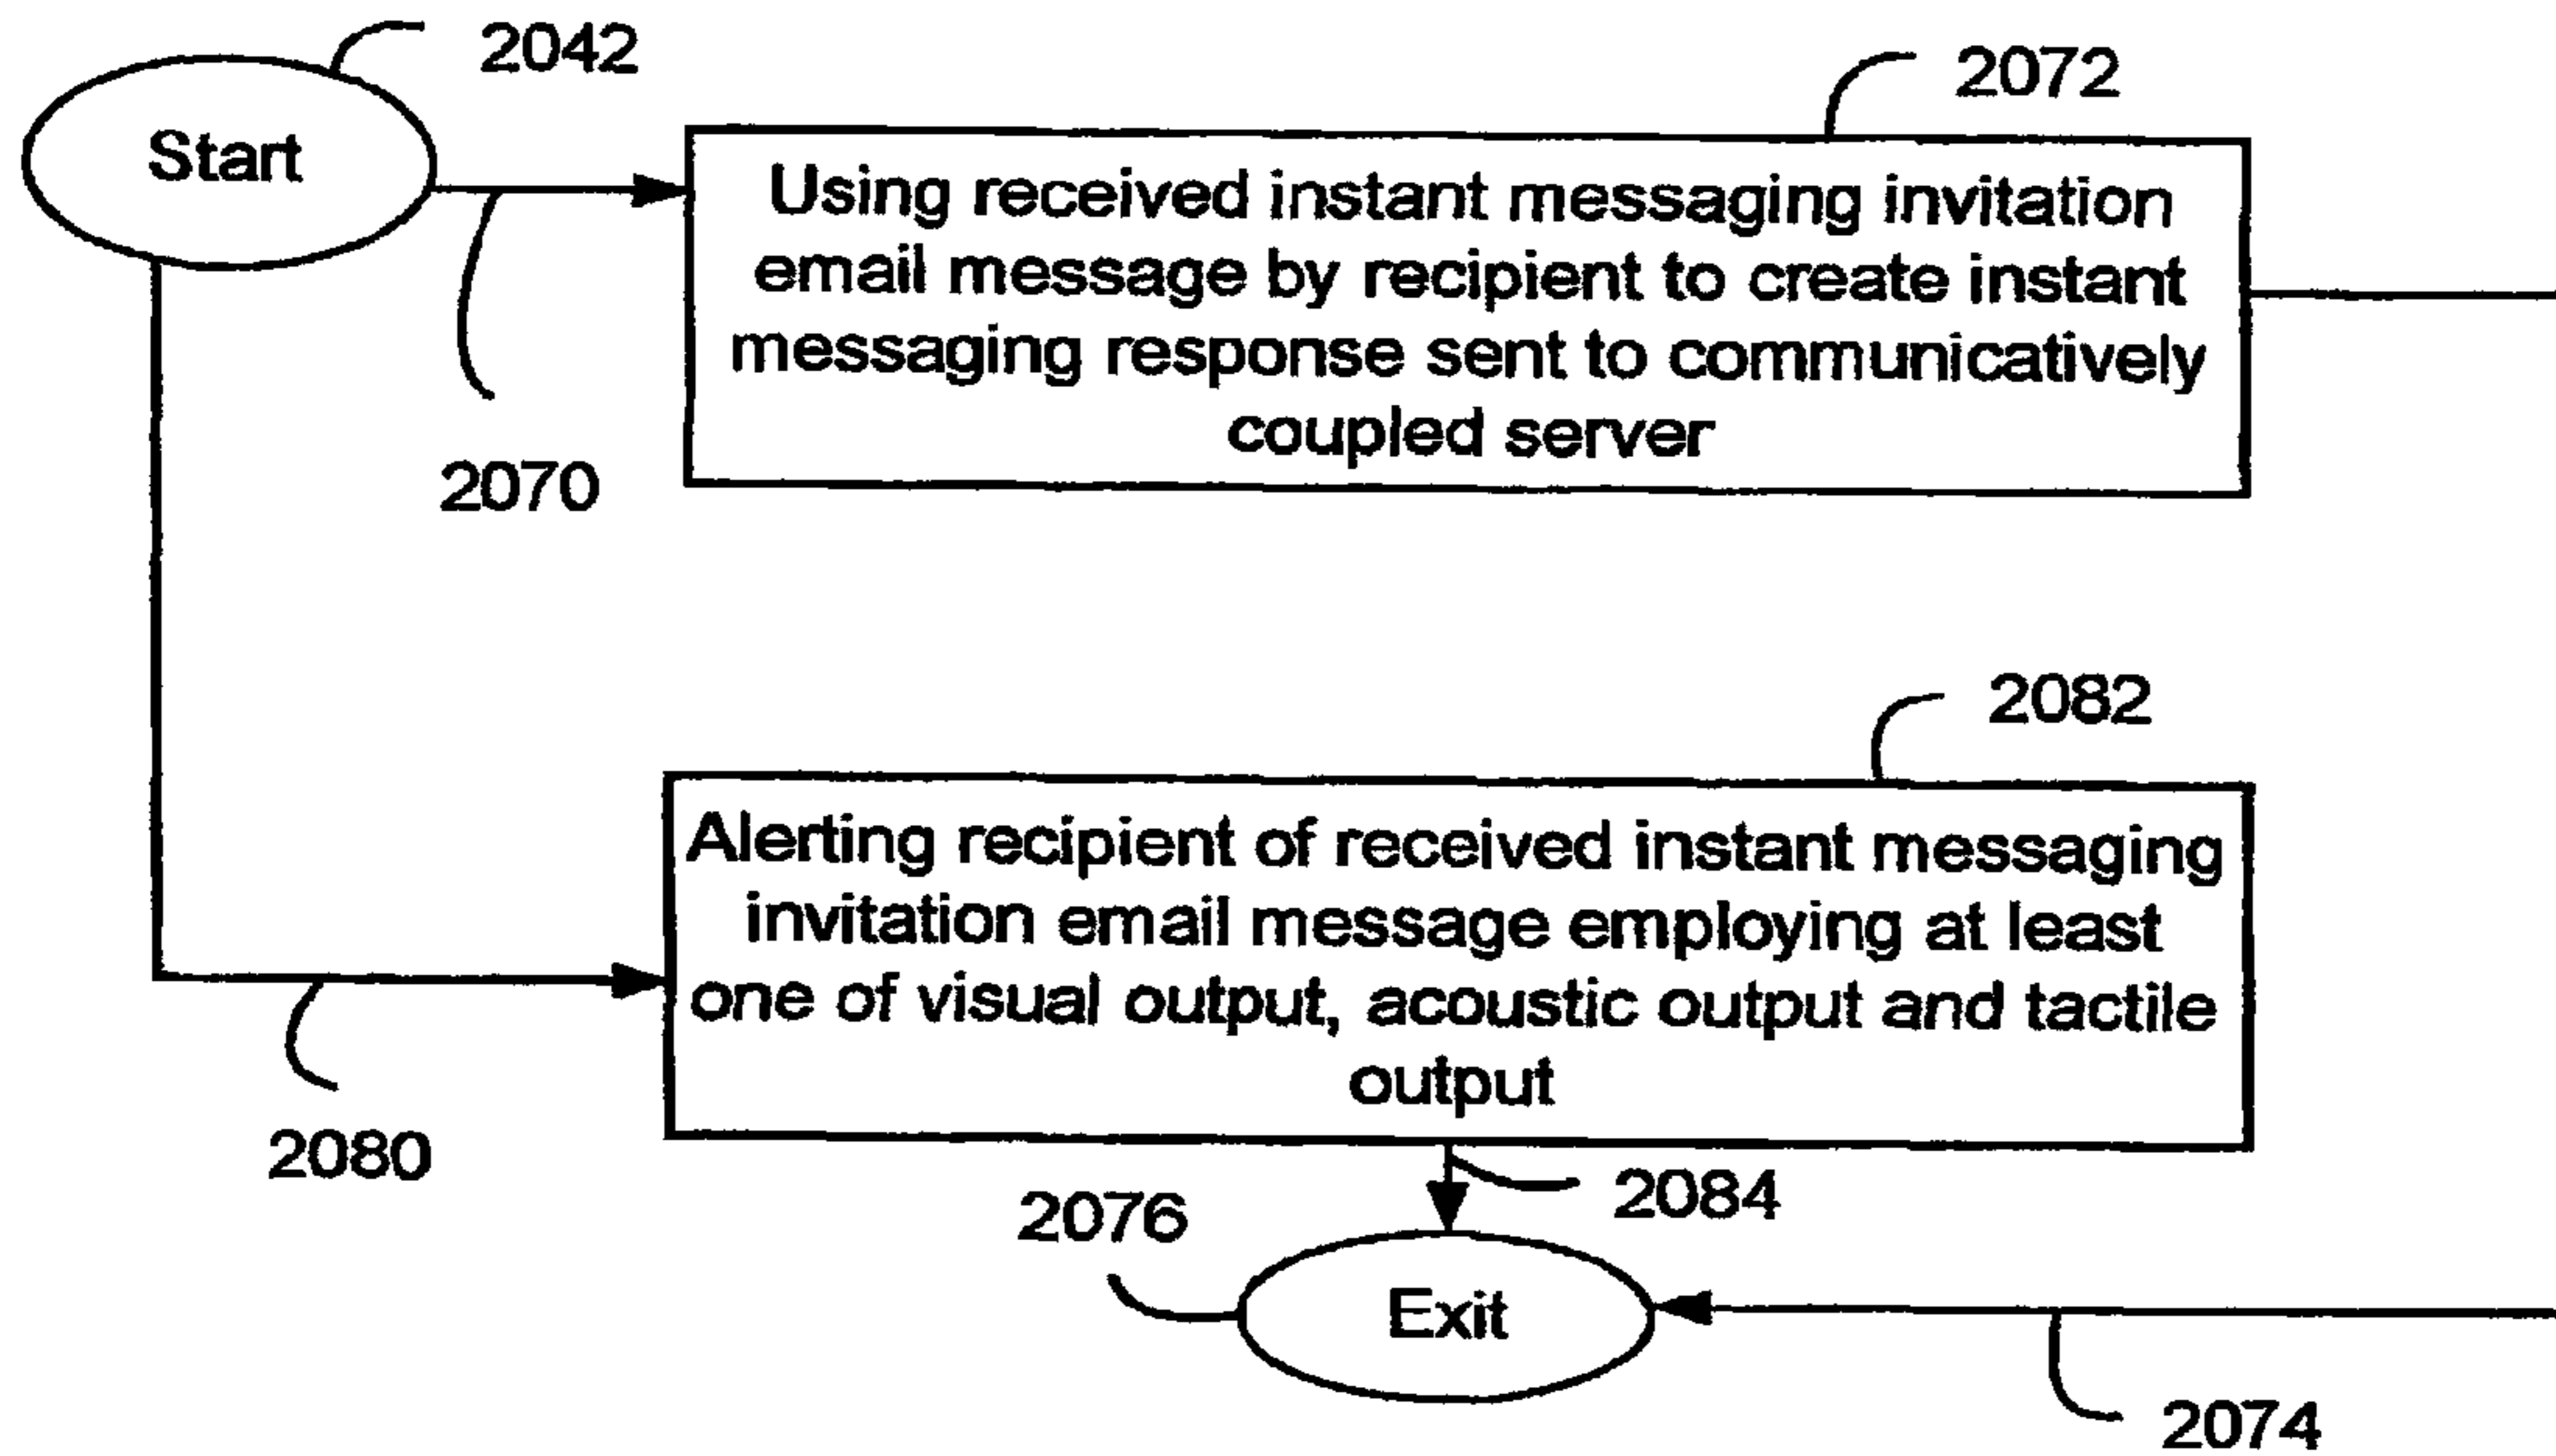 2042
Start
2072
Using received instant messaging invitation
email message by recipient to create instant
messaging response sent to communicatively
coupled server
2070
2082
Alerting recipient of received instant messaging
invitation email message employing at least
one of visual output, acoustic output and tactile
output
2080
2084
2076
Exit
2074